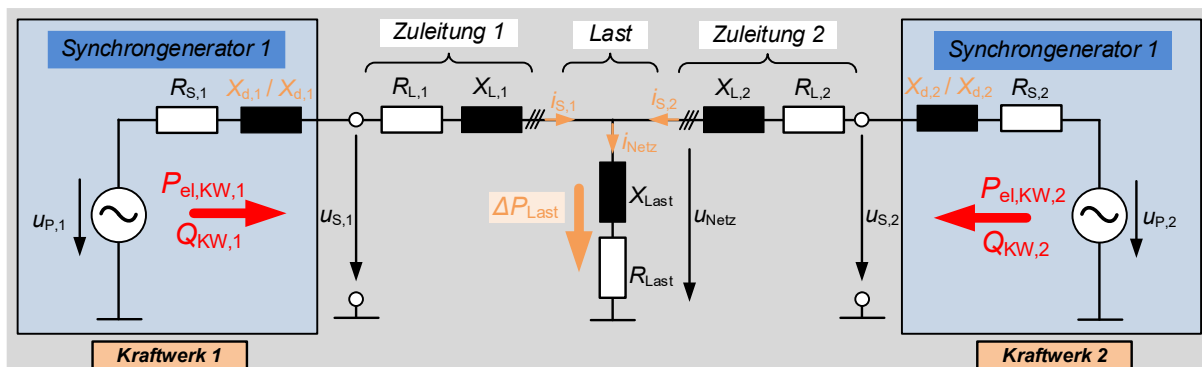 Zuleitung 1
Last
Zuleitung 2
Synchrongenerator 1
Synchrongenerator 1
R_S,1
X_d,1 / X_d,1
R_L,1
X_L,1
i_S,1
i_S,2
X_L,2
R_L,2
X_d,2 / X_d,2
R_S,2
i_Netz
P_el,KW,1
Q_KW,1
ΔP_Last
X_Last
R_Last
P_el,KW,2
Q_KW,2
u_P,1
u_S,1
u_Netz
u_S,2
u_P,2
Kraftwerk 1
Kraftwerk 2